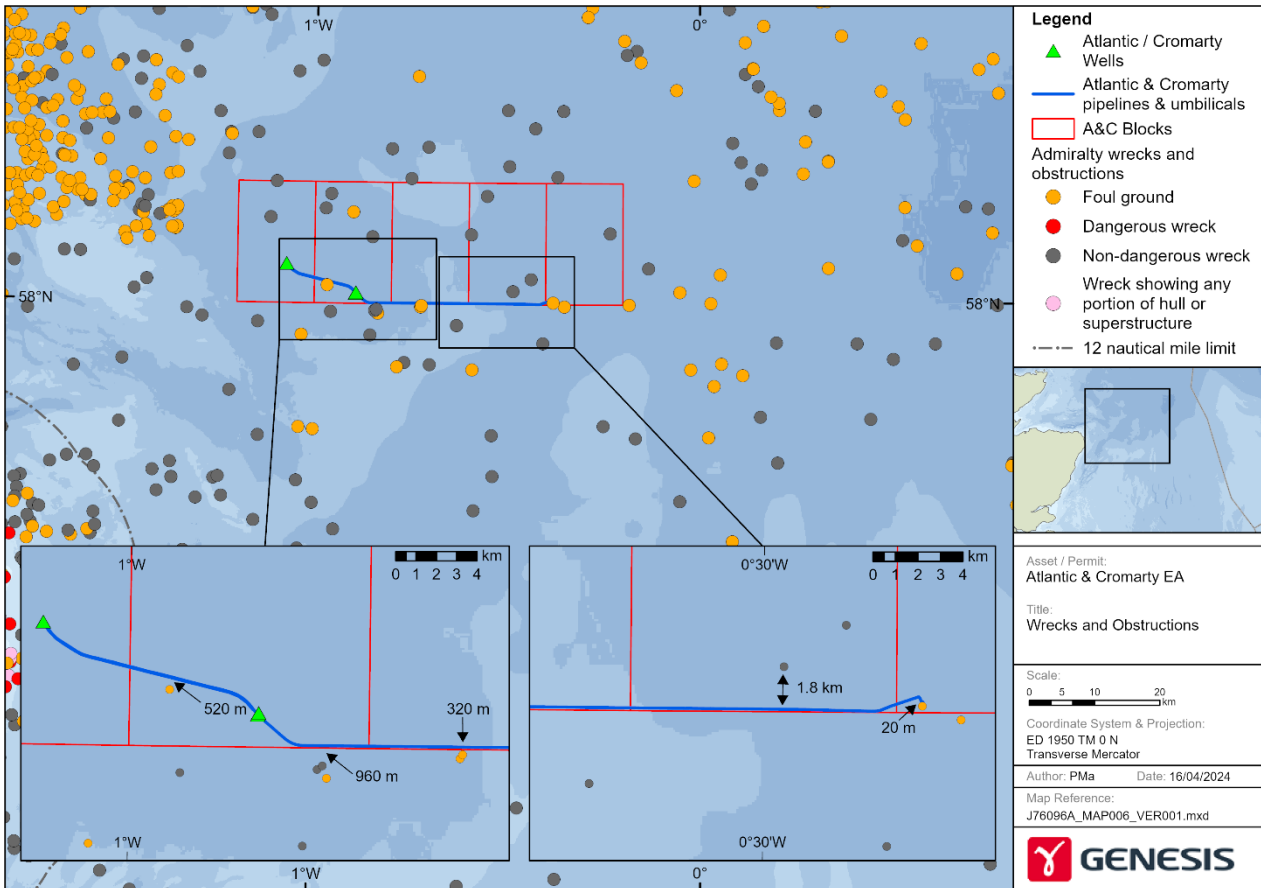 1°W
0°
58°N
58°N
1°W
km
0 1 2 3 4
520 m
320 m
960 m
1°W
0°30'W
km
0 1 2 3 4
1.8 km
20 m
0°30'W
1°W
0°
Legend
Atlantic / Cromarty
Wells
Atlantic & Cromarty
pipelines & umbilicals
A&C Blocks
Admiralty wrecks and
obstructions
Foul ground
Dangerous wreck
Non-dangerous wreck
Wreck showing any
portion of hull or
superstructure
12 nautical mile limit
Asset / Permit:
Atlantic & Cromarty EA
Title:
Wrecks and Obstructions
Scale:
0 5 10 20
km
Coordinate System & Projection:
ED 1950 TM 0 N
Transverse Mercator
Author: PMa Date: 16/04/2024
Map Reference:
J76096A_MAP006_VER001.mxd
GENESIS